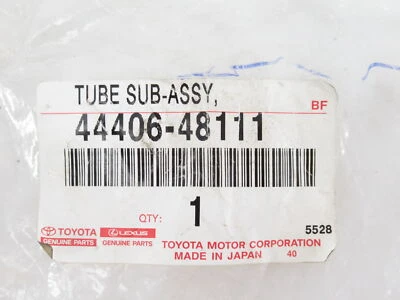 TUBE SUB-ASSY,
BF
44406-48111
QTY: 1
5528
TOYOTA LEXUS
GENUINE PARTS GENUINE PARTS
TOYOTA MOTOR CORPORATION
MADE IN JAPAN 40